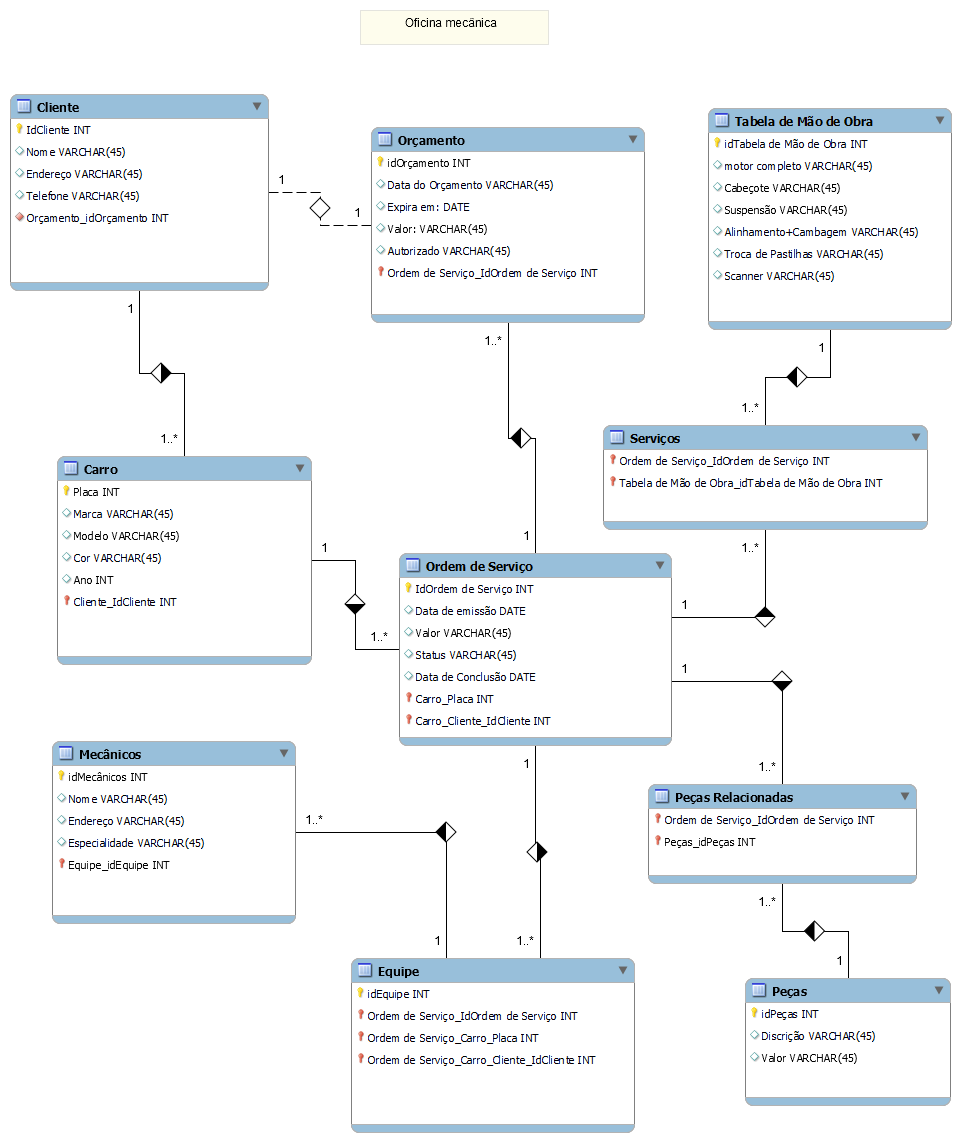 Oficina mecânica
Cliente
IdCliente INT
Nome VARCHAR(45)
Endereço VARCHAR(45)
Telefone VARCHAR(45)
Orçamento_idOrçamento INT
1
1
Orçamento
idOrçamento INT
Data do Orçamento VARCHAR(45)
Expira em: DATE
Valor: VARCHAR(45)
Autorizado VARCHAR(45)
Ordem de Serviço_IdOrdem de Serviço INT
Tabela de Mão de Obra
idTabela de Mão de Obra INT
motor completo VARCHAR(45)
Cabeçote VARCHAR(45)
Suspensão VARCHAR(45)
Alinhamento+Cambagem VARCHAR(45)
Troca de Pastilhas VARCHAR(45)
Scanner VARCHAR(45)
1
1..*
1..*
1
1
1..*
Serviços
Ordem de Serviço_IdOrdem de Serviço INT
Tabela de Mão de Obra_idTabela de Mão de Obra INT
Carro
Placa INT
Marca VARCHAR(45)
Modelo VARCHAR(45)
Cor VARCHAR(45)
Ano INT
Cliente_IdCliente INT
1
1..*
Ordem de Serviço
IdOrdem de Serviço INT
Data de emissão DATE
Valor VARCHAR(45)
Status VARCHAR(45)
Data de Conclusão DATE
Carro_Placa INT
Carro_Cliente_IdCliente INT
1..*
1
1
1..*
Mecânicos
idMecânicos INT
Nome VARCHAR(45)
Endereço VARCHAR(45)
Especialidade VARCHAR(45)
Equipe_idEquipe INT
1..*
1
1
1..*
Peças Relacionadas
Ordem de Serviço_IdOrdem de Serviço INT
Peças_idPeças INT
1..*
1
Equipe
idEquipe INT
Ordem de Serviço_IdOrdem de Serviço INT
Ordem de Serviço_Carro_Placa INT
Ordem de Serviço_Carro_Cliente_IdCliente INT
Peças
idPeças INT
Discrição VARCHAR(45)
Valor VARCHAR(45)